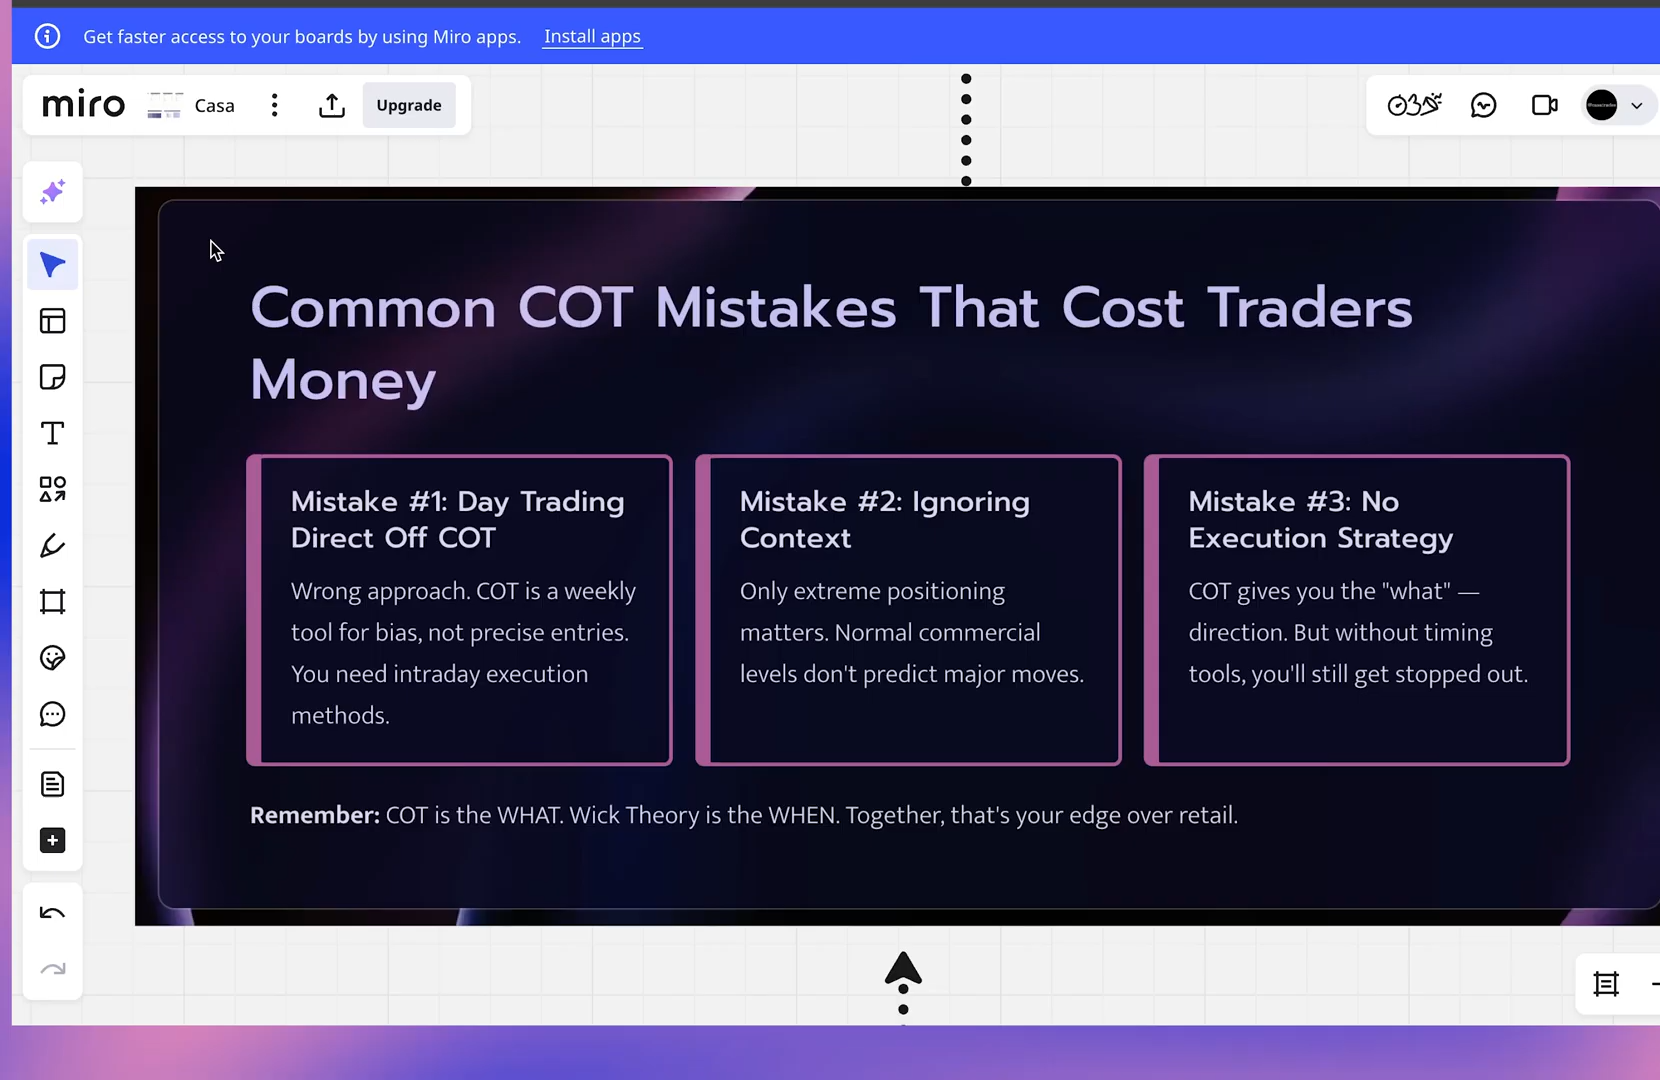 Get faster access to your boards by using Miro apps. Install apps
miro Casa Upgrade
Common COT Mistakes That Cost Traders
Money
Mistake #1: Day Trading
Direct Off COT
Wrong approach. COT is a weekly
tool for bias, not precise entries.
You need intraday execution
methods.
Mistake #2: Ignoring
Context
Only extreme positioning
matters. Normal commercial
levels don't predict major moves.
Mistake #3: No
Execution Strategy
COT gives you the "what" —
direction. But without timing
tools, you'll still get stopped out.
Remember: COT is the WHAT. Wick Theory is the WHEN. Together, that's your edge over retail.